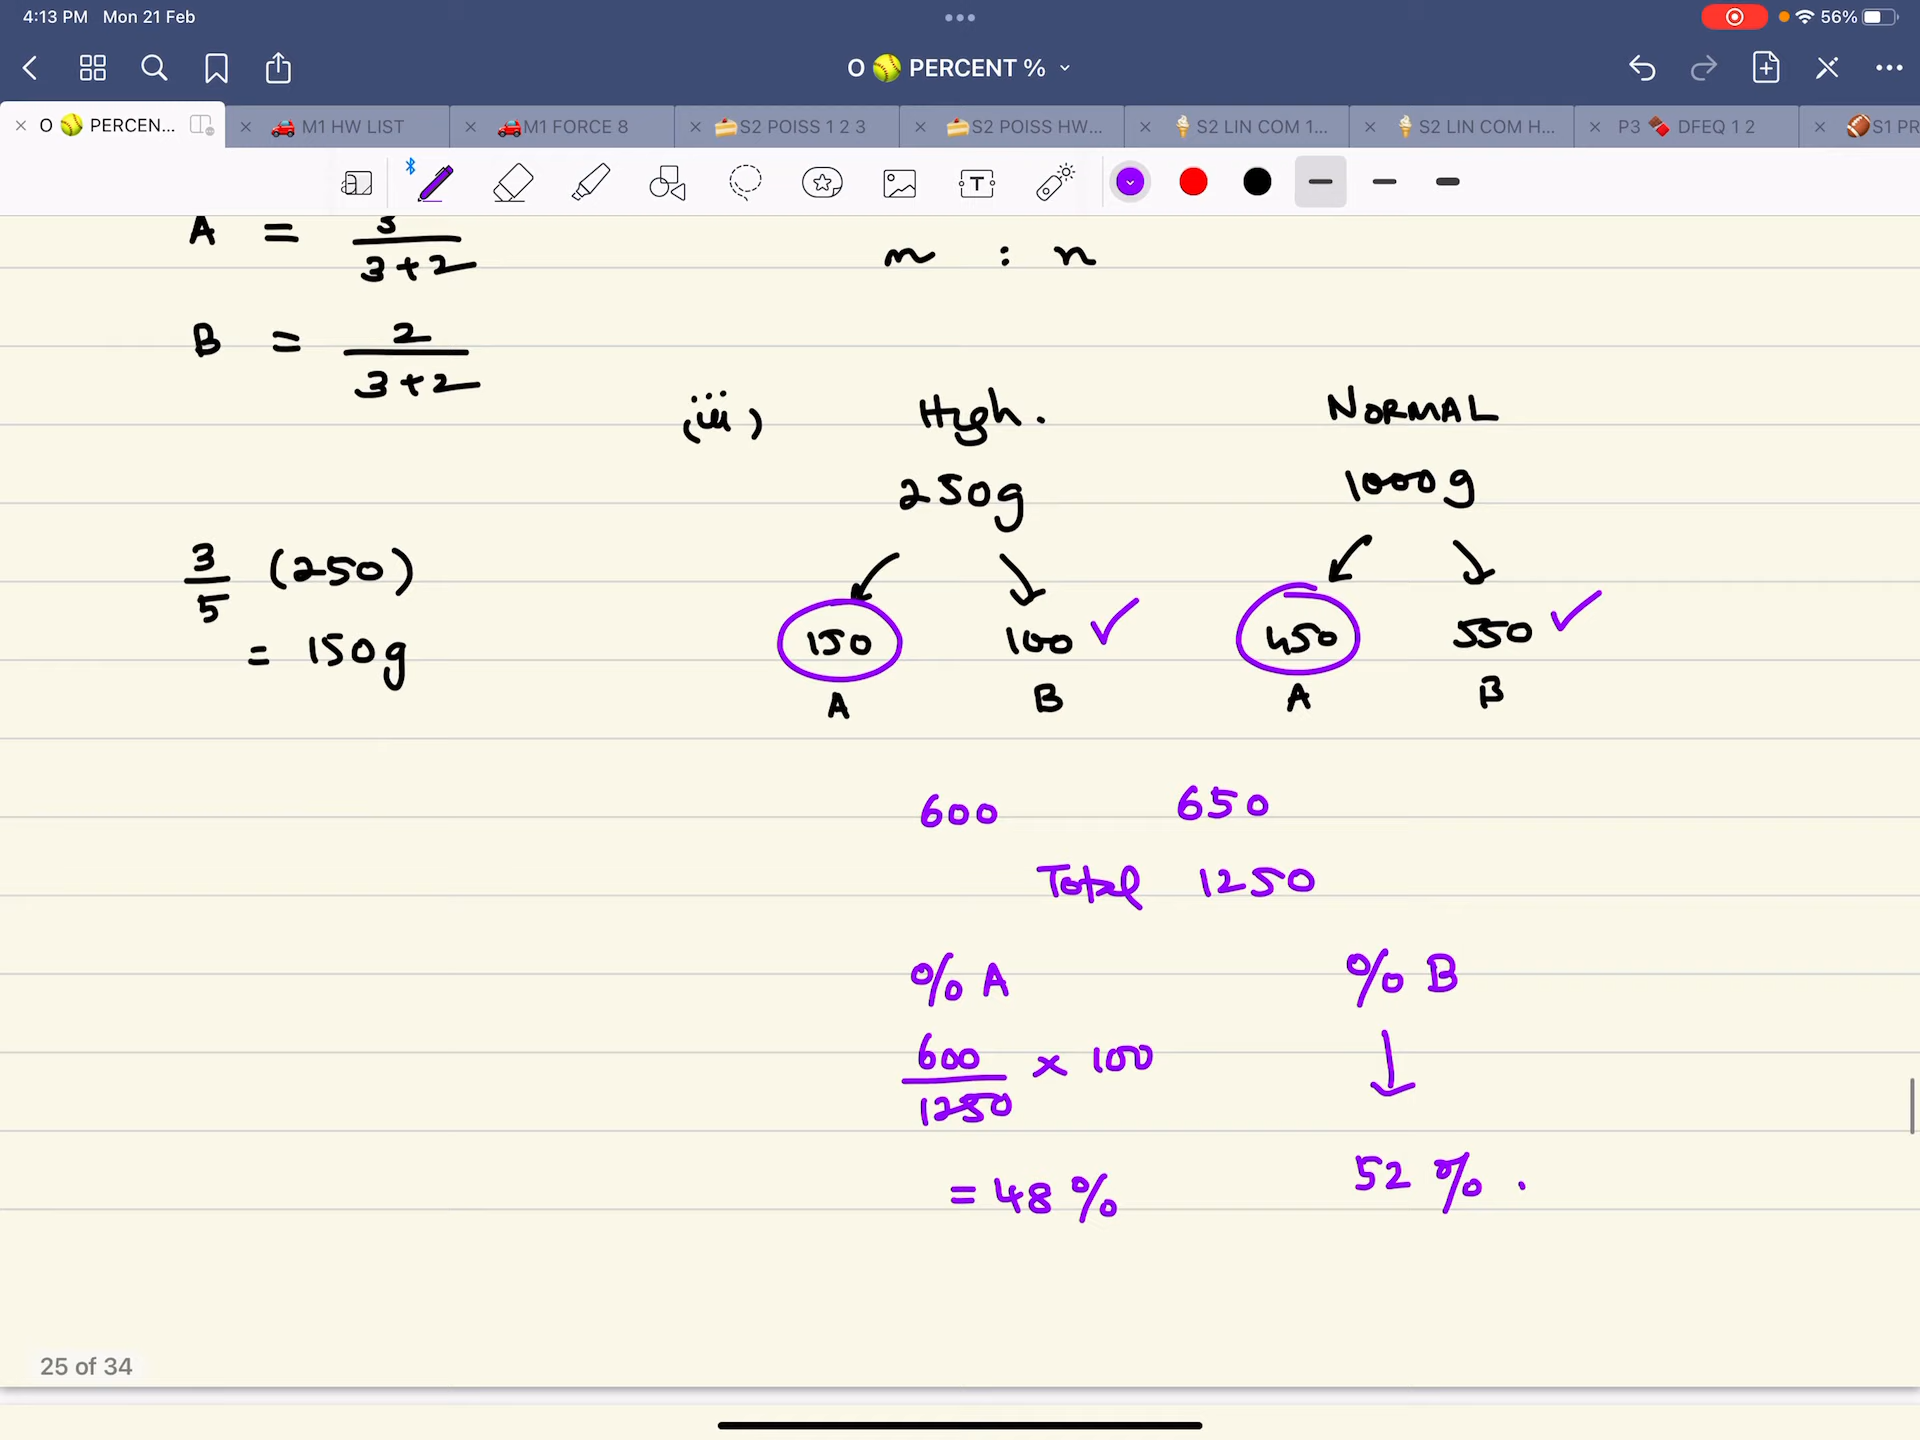 4:13 PM Mon 21 Feb
56%
O PERCENT %
O PERCEN...
M1 HW LIST
M1 FORCE 8
S2 POISS 1 2 3
S2 POISS HW...
S2 LIN COM 1...
S2 LIN COM H...
P3 DFEQ 1 2
S1 PR
A = 3/3+2
m : n
B = 2/3+2
(iii) High. NORMAL
250g 1000g
3/5 (250)
= 150g
150 100 ✓ 450 550 ✓
A B A B
600 650
Total 1250
% A % B
600/1250 x 100
= 48 % 52 % .
25 of 34